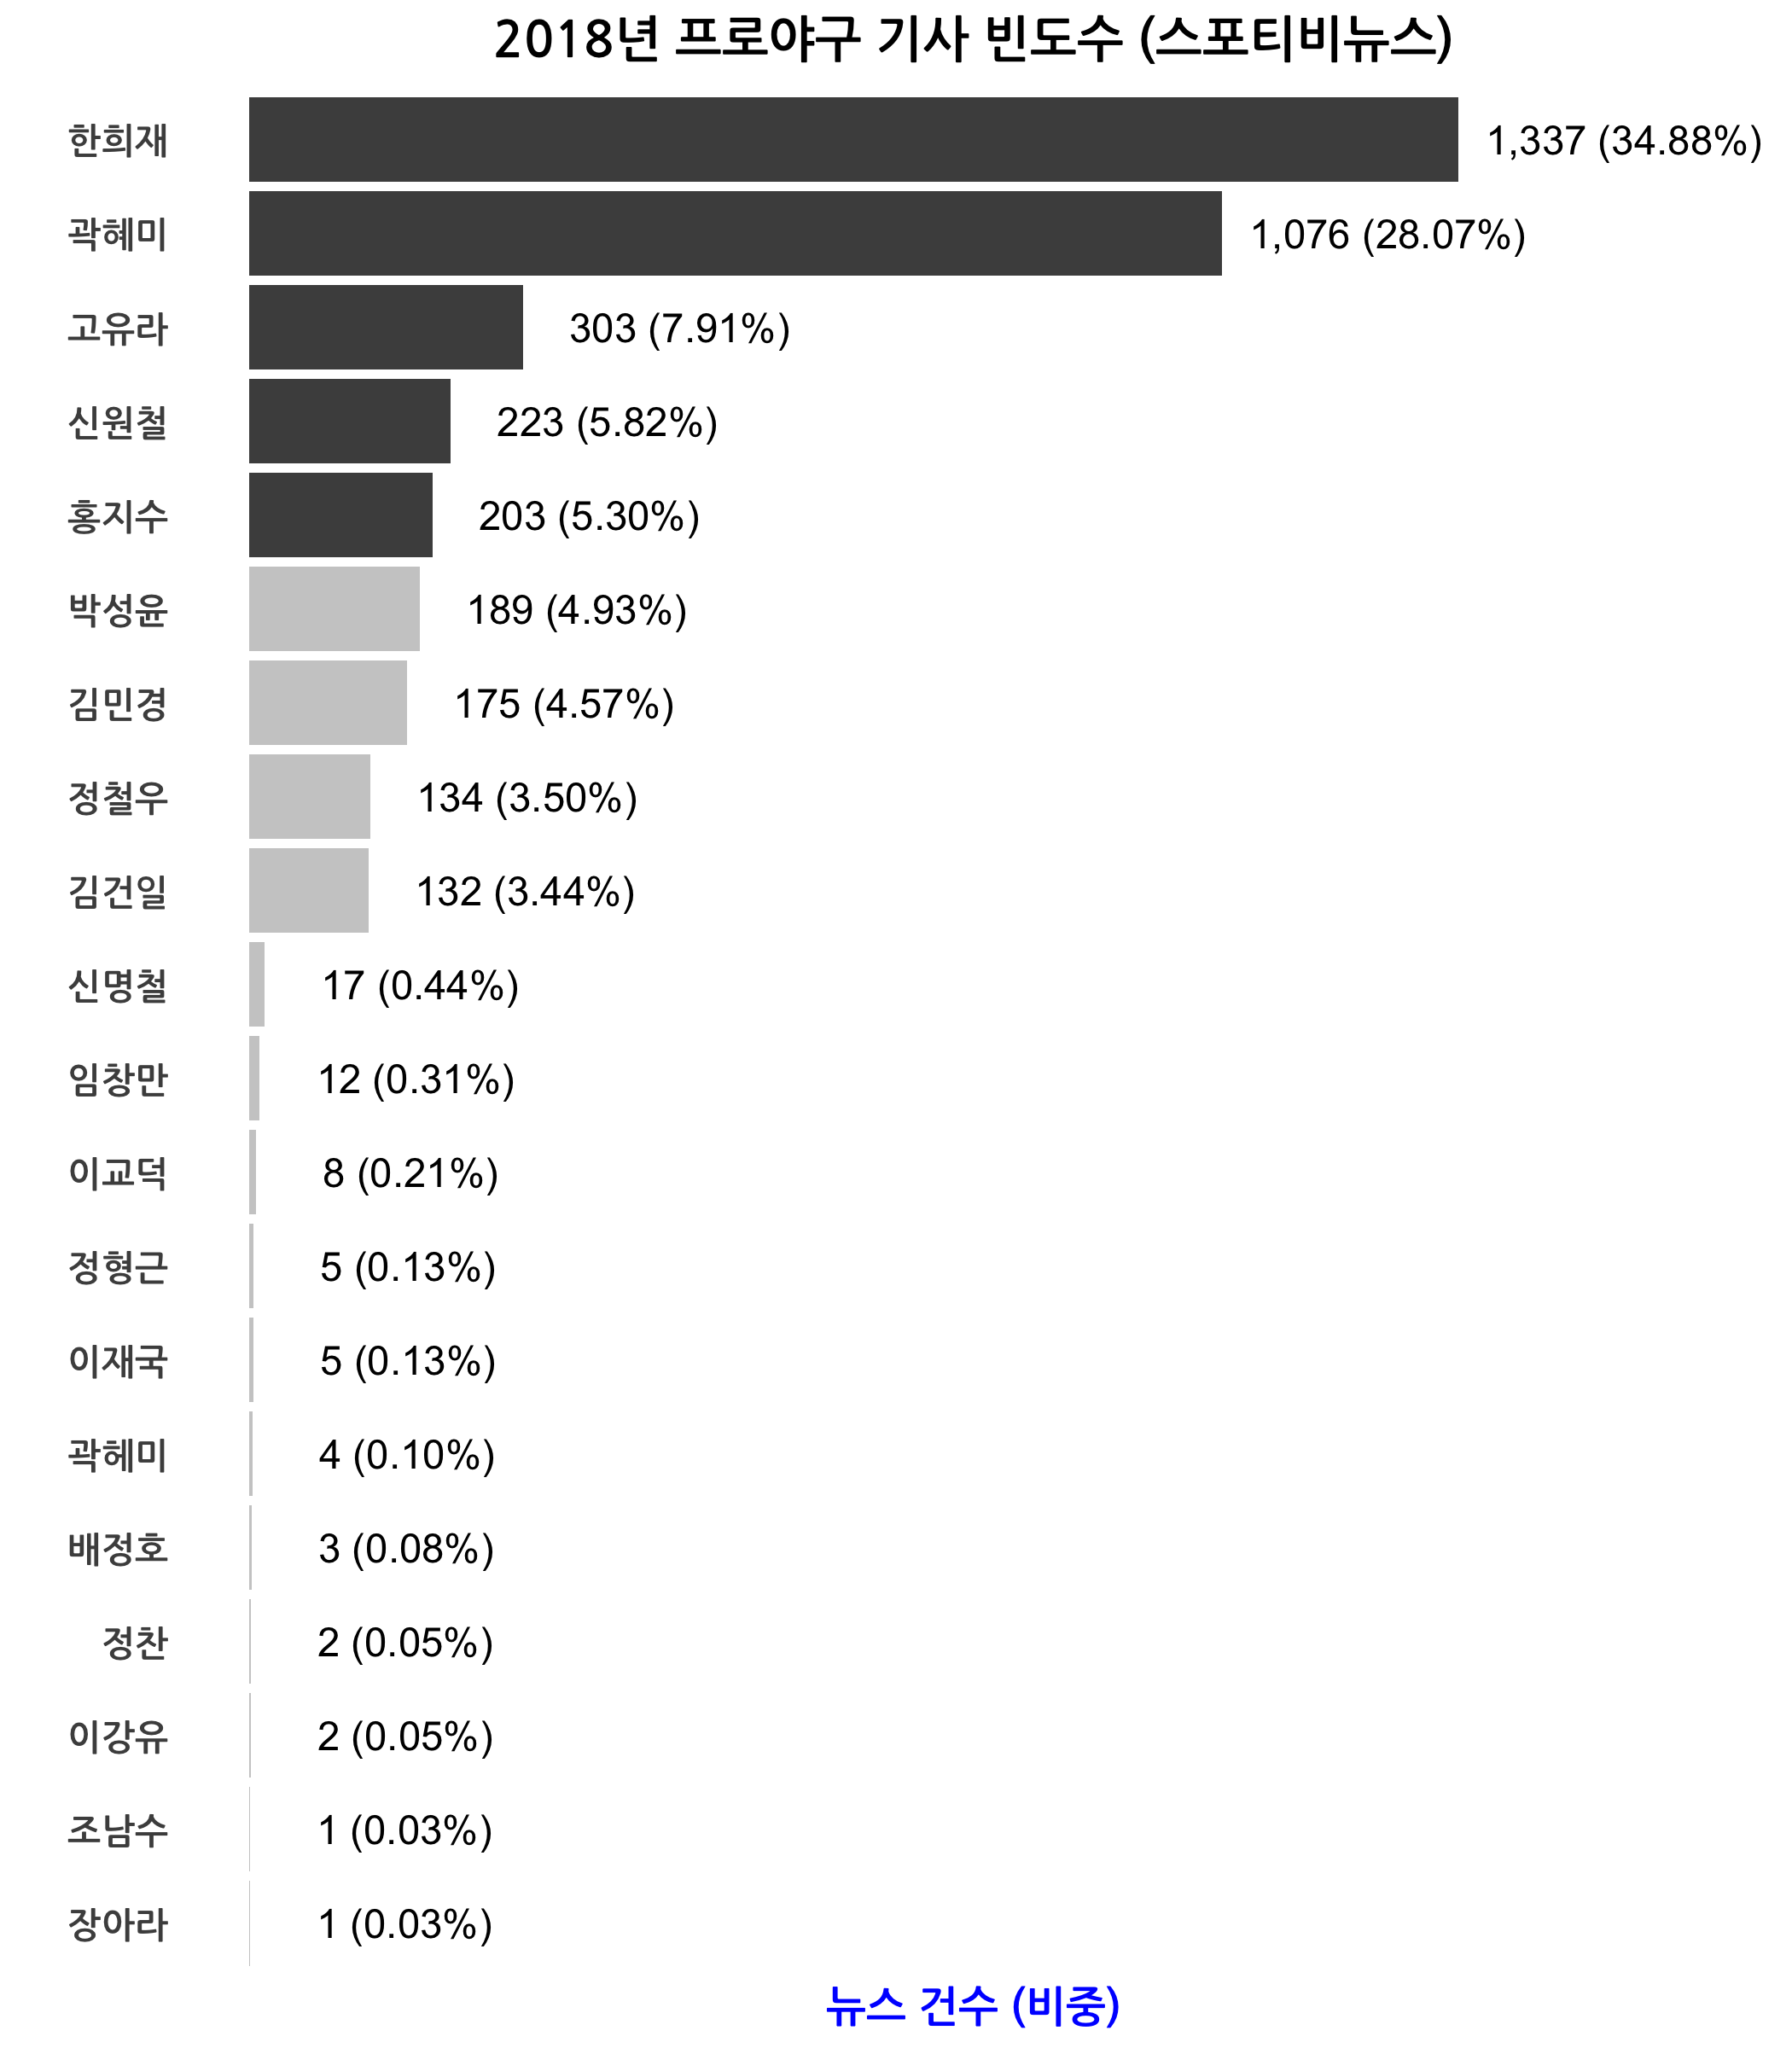 2018년 프로야구 기사 빈도수 (스포티비뉴스)
한희재 1,337 (34.88%)
곽혜미 1,076 (28.07%)
고유라 303 (7.91%)
신원철 223 (5.82%)
홍지수 203 (5.30%)
박성윤 189 (4.93%)
김민경 175 (4.57%)
정철우 134 (3.50%)
김건일 132 (3.44%)
신명철 17 (0.44%)
임창만 12 (0.31%)
이교덕 8 (0.21%)
정형근 5 (0.13%)
이재국 5 (0.13%)
곽헤미 4 (0.10%)
배정호 3 (0.08%)
정찬 2 (0.05%)
이강유 2 (0.05%)
조남수 1 (0.03%)
장아라 1 (0.03%)
뉴스 건수 (비중)